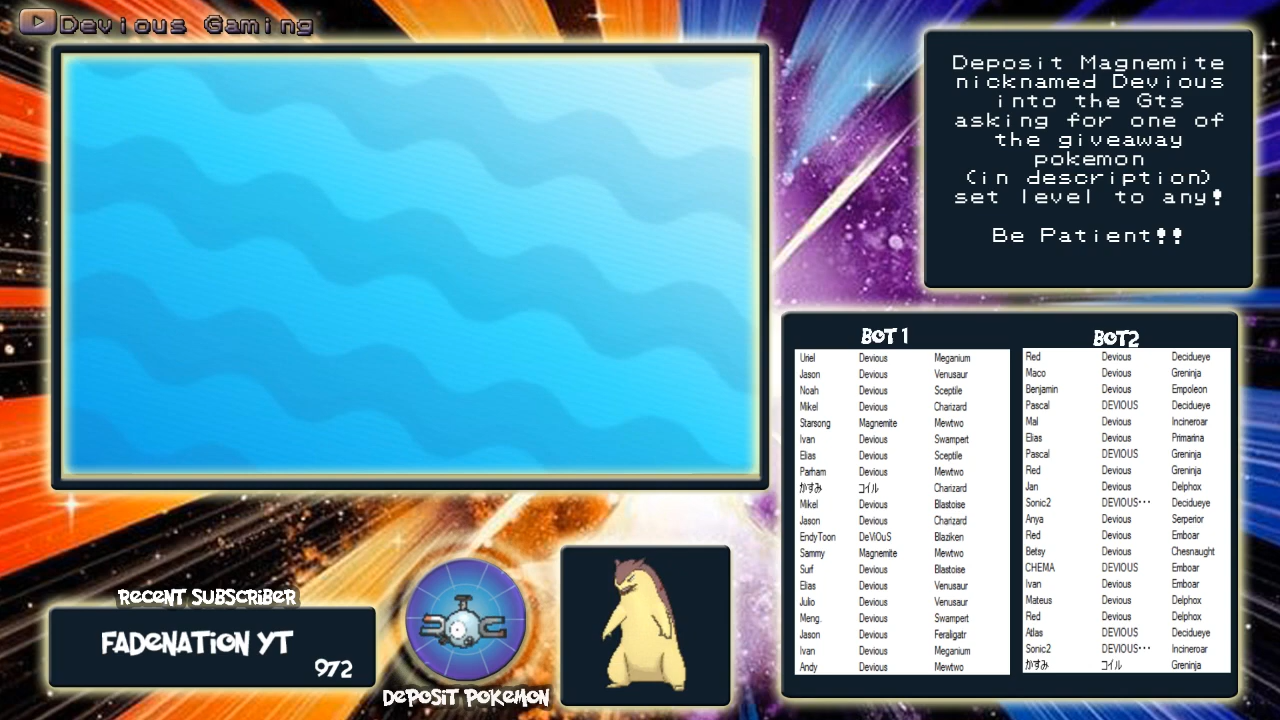 Devious Gaming
Deposit Magnemite
nicknamed Devious
into the Gts
asking for one of
the giveaway
pokemon
(in description)
set level to any!
Be Patient!!
BOT 1
Uriel Devious Meganium
Jason Devious Venusaur
Noah Devious Sceptile
Mikel Devious Charizard
Starsong Magnemite Mewtwo
Ivan Devious Swampert
Elias Devious Sceptile
Parham Devious Mewtwo
かすみ コイル Charizard
Mikel Devious Blastoise
Jason Devious Charizard
EndyToon DeViOuS Blaziken
Sammy Magnemite Mewtwo
Surf Devious Blastoise
Elias Devious Venusaur
Julio Devious Venusaur
Meng. Devious Swampert
Jason Devious Feraligatr
Ivan Devious Meganium
Andy Devious Mewtwo
BOT2
Red Devious Decidueye
Maco Devious Greninja
Benjamin Devious Empoleon
Pascal DEVIOUS Decidueye
Mal Devious Incineroar
Elias Devious Primarina
Pascal DEVIOUS Greninja
Red Devious Greninja
Jan Devious Delphox
Sonic2 DEVIOUS··· Decidueye
Anya Devious Serperior
Red Devious Emboar
Betsy Devious Chesnaught
CHEMA DEVIOUS Emboar
Ivan Devious Emboar
Mateus Devious Delphox
Red Devious Delphox
Atlas DEVIOUS Decidueye
Sonic2 DEVIOUS··· Incineroar
かすみ コイル Greninja
RECENT SUBSCRIBER
FADENATION YT
972
DEPOSIT POKEMON